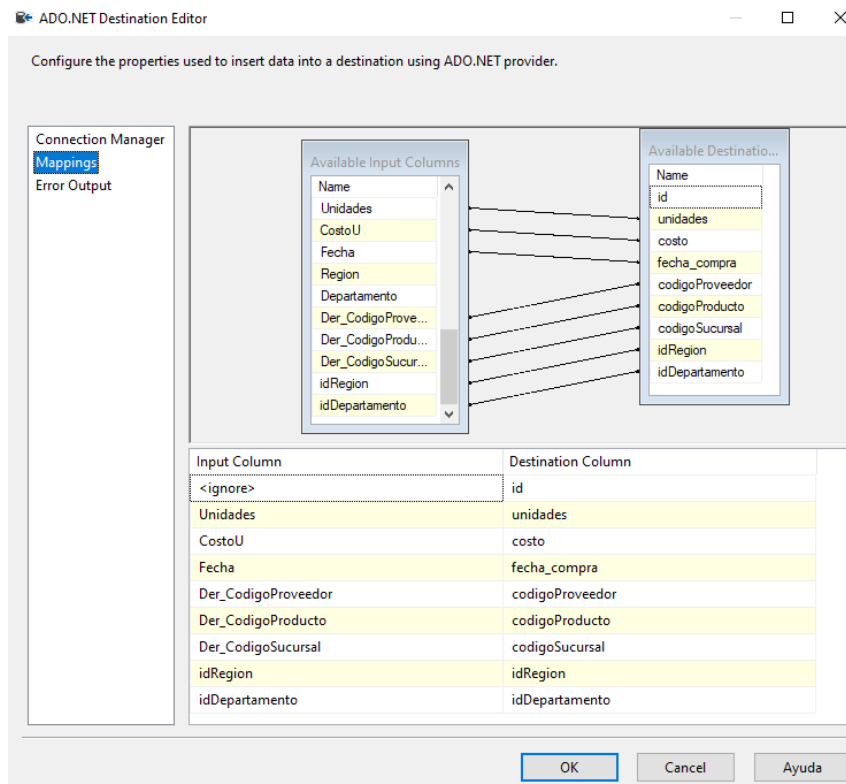 ADO.NET Destination Editor
Configure the properties used to insert data into a destination using ADO.NET provider.
Connection Manager
Mappings
Error Output
Available Input Columns
Name
Unidades
CostoU
Fecha
Region
Departamento
Der_CodigoProve...
Der_CodigoProdu...
Der_CodigoSucur...
idRegion
idDepartamento
Available Destinatio...
Name
id
unidades
costo
fecha_compra
codigoProveedor
codigoProducto
codigoSucursal
idRegion
idDepartamento
Input Column Destination Column
<ignore> id
Unidades unidades
CostoU costo
Fecha fecha_compra
Der_CodigoProveedor codigoProveedor
Der_CodigoProducto codigoProducto
Der_CodigoSucursal codigoSucursal
idRegion idRegion
idDepartamento idDepartamento
OK Cancel Ayuda